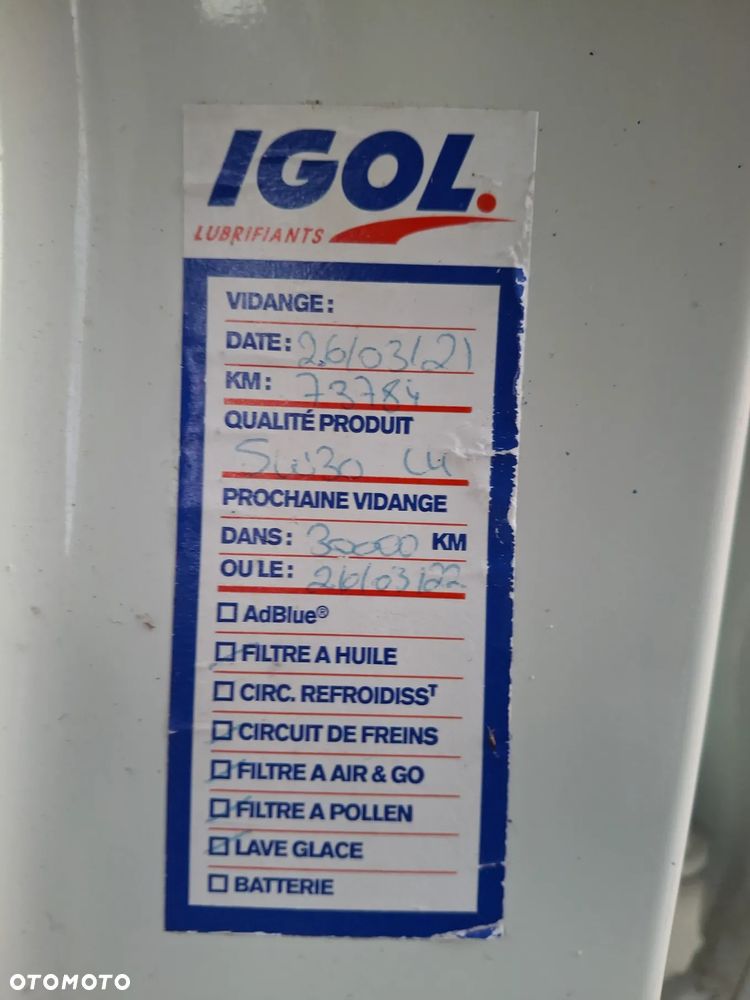 IGOL.
LUBRIFIANTS
VIDANGE:
DATE: 26/03/21
KM: 73784
QUALITÉ PRODUIT
5W30 C4
PROCHAINE VIDANGE
DANS: 30000 KM
OU LE: 26/03/22
AdBlue®
FILTRE A HUILE
CIRC. REFROIDISSᵀ
CIRCUIT DE FREINS
FILTRE A AIR & GO
FILTRE A POLLEN
LAVE GLACE
BATTERIE
OTOMOTO